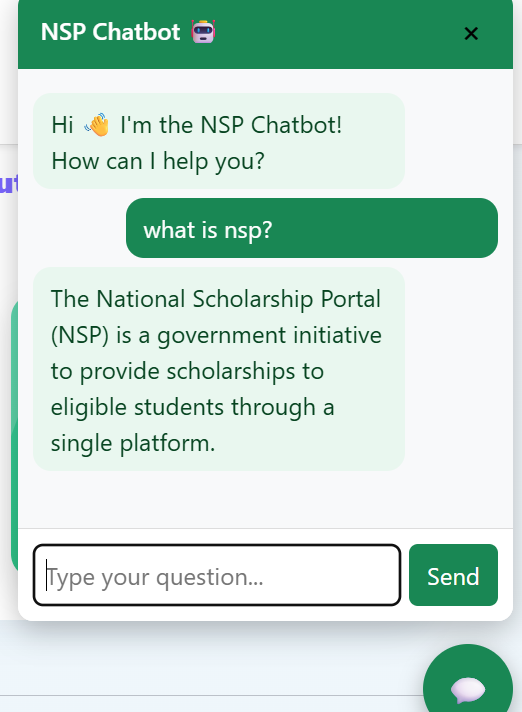 NSP Chatbot
×
Hi 👋 I'm the NSP Chatbot!
How can I help you?
what is nsp?
The National Scholarship Portal
(NSP) is a government initiative
to provide scholarships to
eligible students through a
single platform.
Type your question...
Send